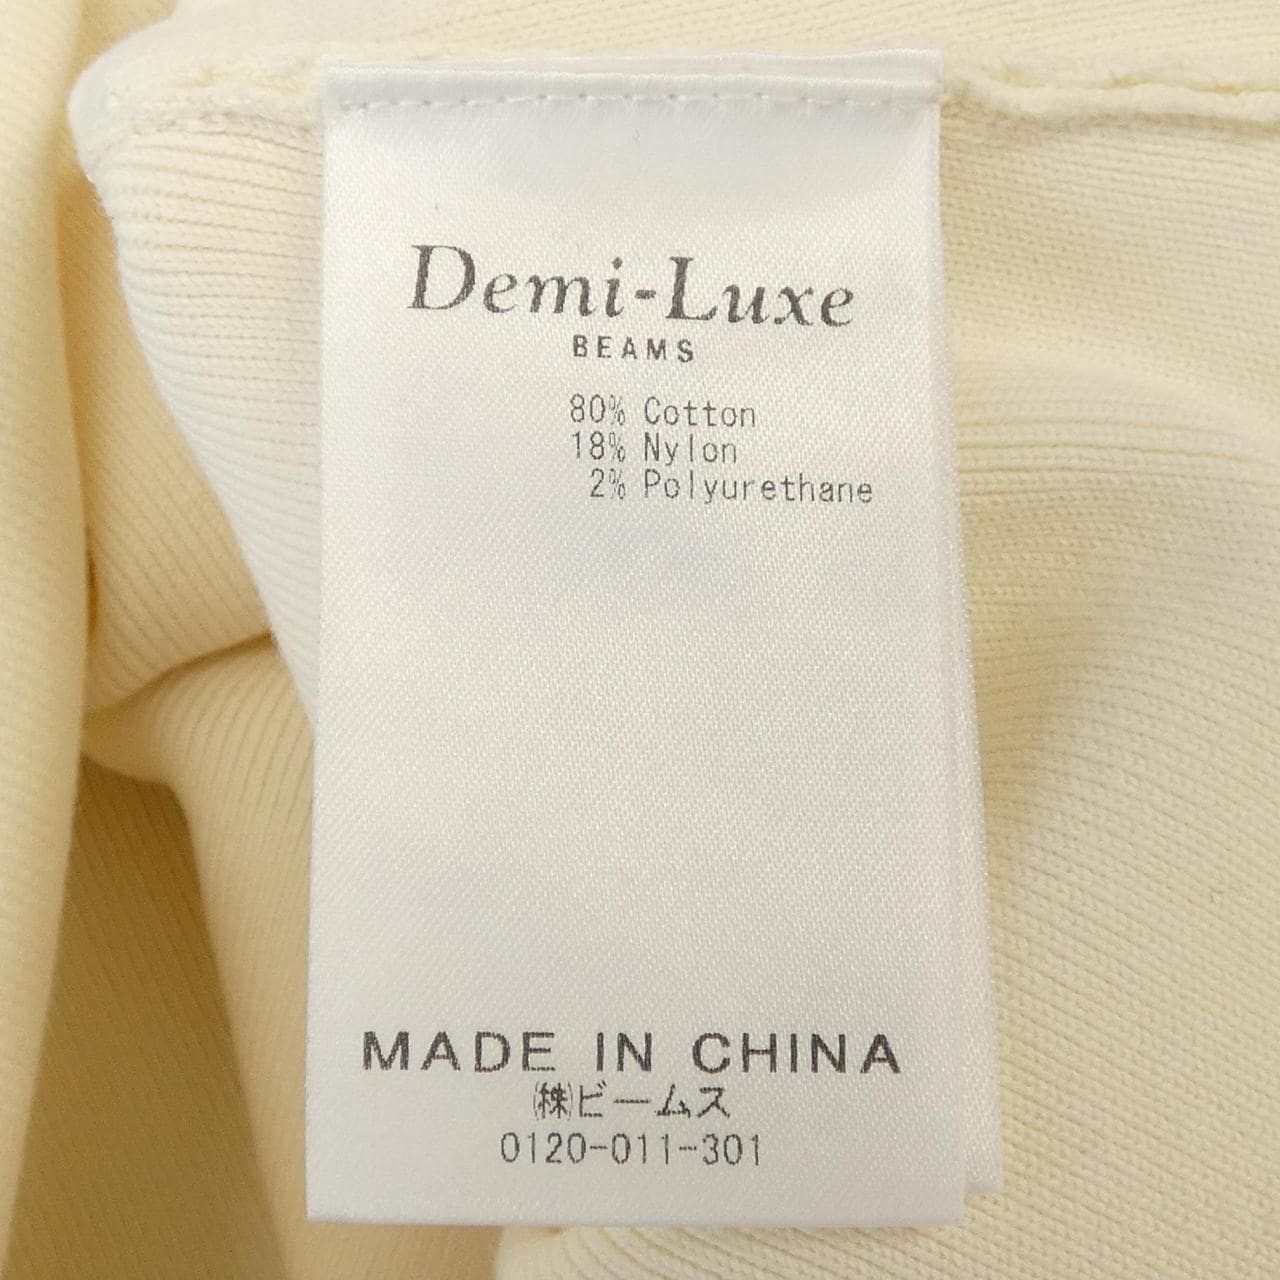 Demi-Luxe
BEAMS
80% Cotton
18% Nylon
2% Polyurethane
MADE IN CHINA
㈱ビームス
0120-011-301